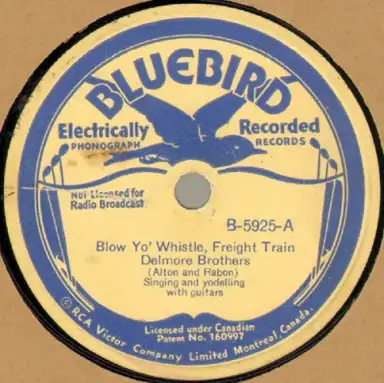 BLUEBIRD
Electrically Recorded
PHONOGRAPH RECORDS
Not Licensed for
Radio Broadcast
B-5925-A
Blow Yo' Whistle, Freight Train
Delmore Brothers
(Alton and Rabon)
Singing and yodelling
with guitars
Licensed under Canadian
Patent No. 160997
©RCA Victor Company Limited Montreal, Canada.